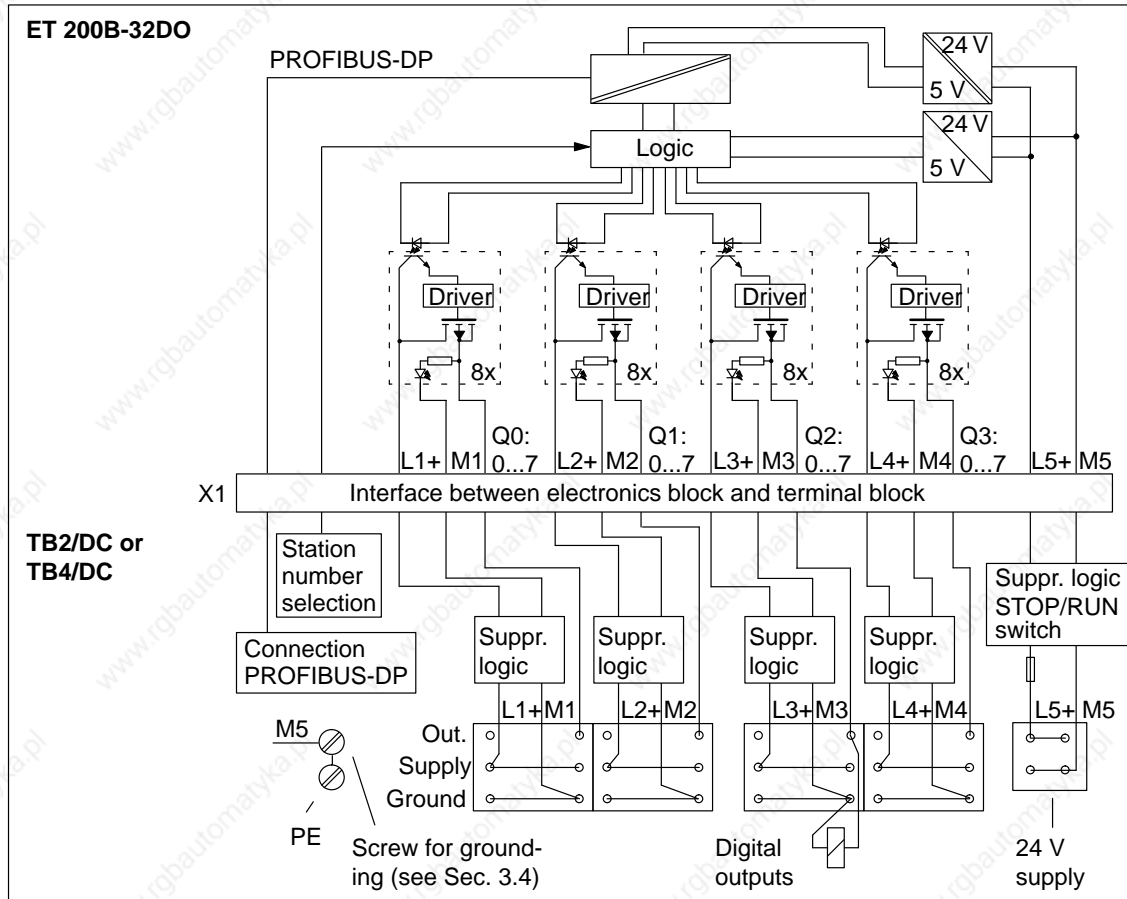 ET 200B-32DO
PROFIBUS-DP
24 V
5 V
24 V
5 V
Logic
Driver
Driver
Driver
Driver
8x
8x
8x
8x
Q0:
Q1:
Q2:
Q3:
L1+ M1 0...7 L2+ M2 0...7 L3+ M3 0...7 L4+ M4 0...7 L5+ M5
X1 Interface between electronics block and terminal block
TB2/DC or
TB4/DC
Station
number
selection
Connection
PROFIBUS-DP
Suppr.
logic
Suppr.
logic
Suppr.
logic
Suppr.
logic
Suppr. logic
STOP/RUN
switch
L1+ M1 L2+ M2 L3+ M3 L4+ M4 L5+ M5
Out.
Supply
Ground
M5
PE
Screw for ground-
ing (see Sec. 3.4)
Digital
outputs
24 V
supply
www.rgbautomatyka.pl